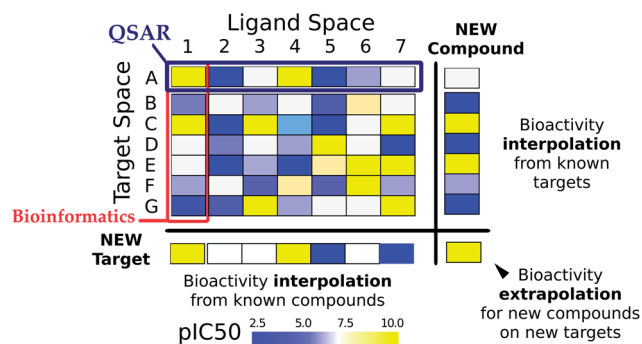 Ligand Space
QSAR
NEW
Compound
1 2 3 4 5 6 7
Target Space
A
B
C
D
E
F
G
Bioactivity
interpolation
from known
targets
Bioinformatics
NEW
Target
Bioactivity interpolation
from known compounds
Bioactivity
extrapolation
for new compounds
on new targets
pIC50
2.5 5.0 7.5 10.0